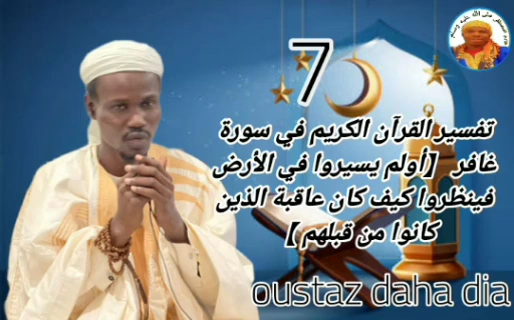 7
تفسير القرآن الكريم في سورة
غافر【أولم يسيروا في الأرض
فينظروا كيف كان عاقبة الذين
كانوا من قبلهم】
oustaz daha dia